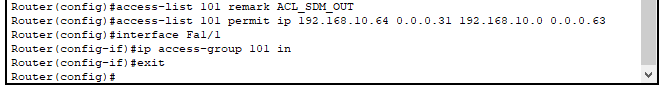 Router(config)#access-list 101 remark ACL_SDM_OUT
Router(config)#access-list 101 permit ip 192.168.10.64 0.0.0.31 192.168.10.0 0.0.0.63
Router(config)#interface Fa1/1
Router(config-if)#ip access-group 101 in
Router(config-if)#exit
Router(config)#